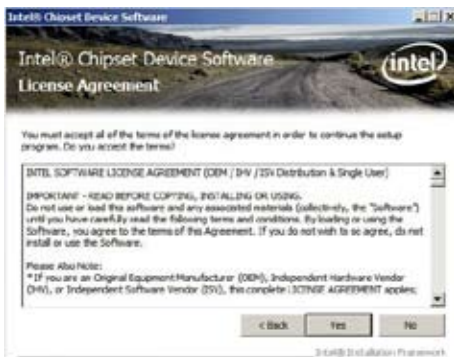 Intel® Chipset Device Software
Intel® Chipset Device Software
intel
License Agreement
You must accept all of the terms of the license agreement in order to continue the setup
program. Do you accept the terms?
INTEL SOFTWARE LICENSE AGREEMENT (OEM / IHV / ISV Distribution & Single User)
IMPORTANT - READ BEFORE COPYING, INSTALLING OR USING.
Do not use or load this software and any associated materials (collectively, the "Software")
until you have carefully read the following terms and conditions. By loading or using the
Software, you agree to the terms of this Agreement. If you do not wish to so agree, do not
install or use the Software.
Please Also Note:
* If you are an Original Equipment Manufacturer (OEM), Independent Hardware Vendor
(IHV), or Independent Software Vendor (ISV), this complete LICENSE AGREEMENT applies;
< Back
Yes
No
Intel® Installation Framework